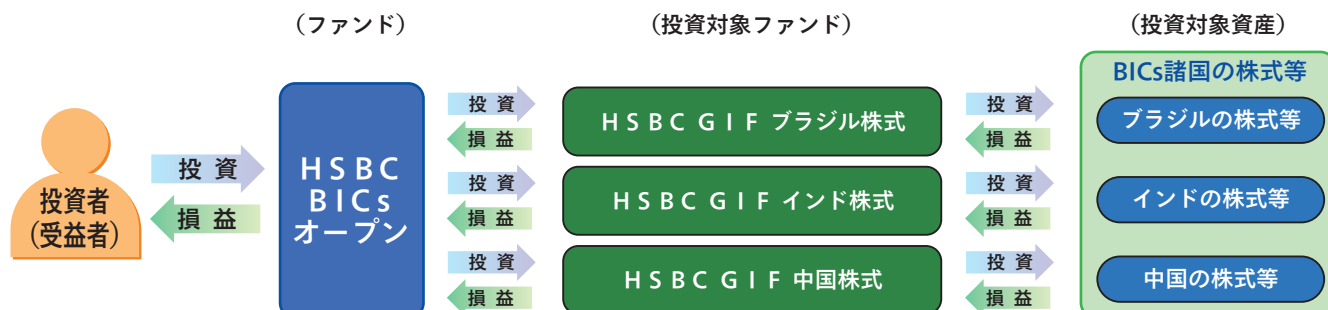 (ファンド)
(投資対象ファンド)
(投資対象資産)
投資者
(受益者)
投 資
損 益
HSBC
BICs
オープン
投 資
損 益
HSBC GIF ブラジル株式
投 資
損 益
投 資
損 益
HSBC GIF インド株式
投 資
損 益
投 資
損 益
HSBC GIF 中国株式
投 資
損 益
BICs諸国の株式等
ブラジルの株式等
インドの株式等
中国の株式等